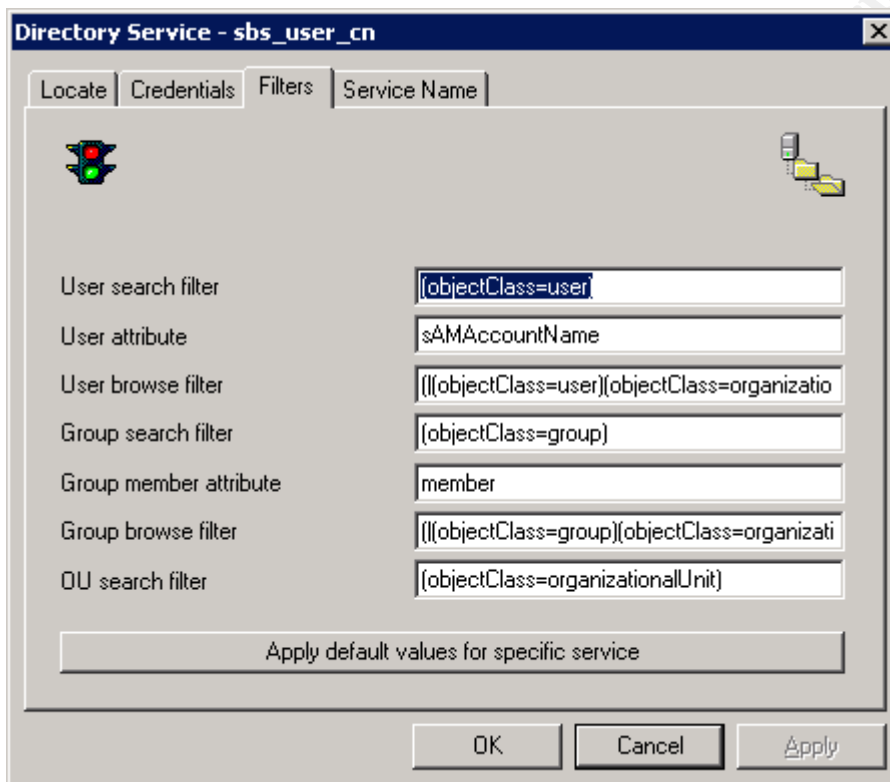 Directory Service - sbs_user_cn
Locate Credentials Filters Service Name
User search filter (objectClass=user)
User attribute sAMAccountName
User browse filter (|(objectClass=user)(objectClass=organizatio
Group search filter (objectClass=group)
Group member attribute member
Group browse filter (|(objectClass=group)(objectClass=organizati
OU search filter (objectClass=organizationalUnit)
Apply default values for specific service
OK Cancel Apply